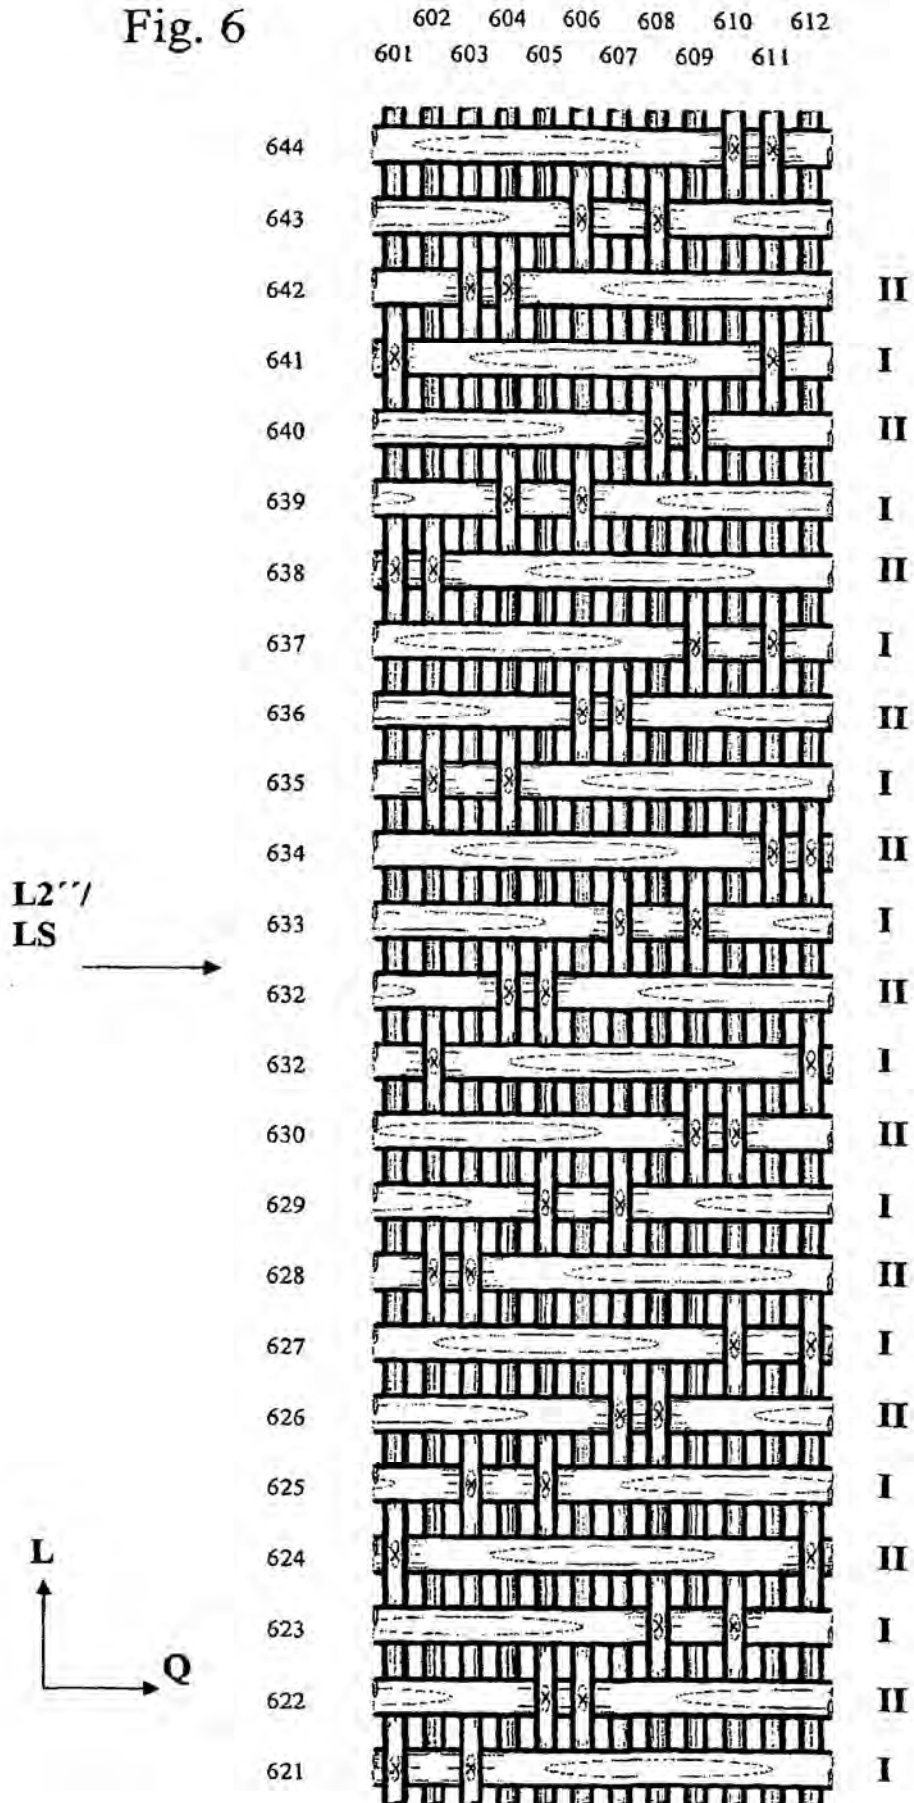 Fig. 6
602 604 606 608 610 612
601 603 605 607 609 611
644
643
642 II
641 I
640 II
639 I
638 II
637 I
636 II
635 I
634 II
L2´´/
LS
633 I
632 II
632 I
630 II
629 I
628 II
627 I
626 II
625 I
L
624 II
623 I
Q
622 II
621 I